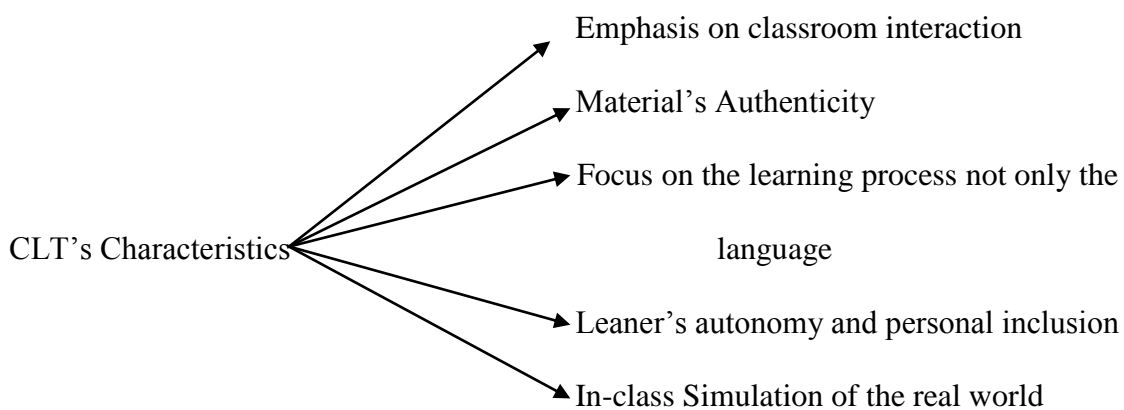 Emphasis on classroom interaction
Material’s Authenticity
Focus on the learning process not only the
language
CLT’s Characteristics
Leaner’s autonomy and personal inclusion
In-class Simulation of the real world